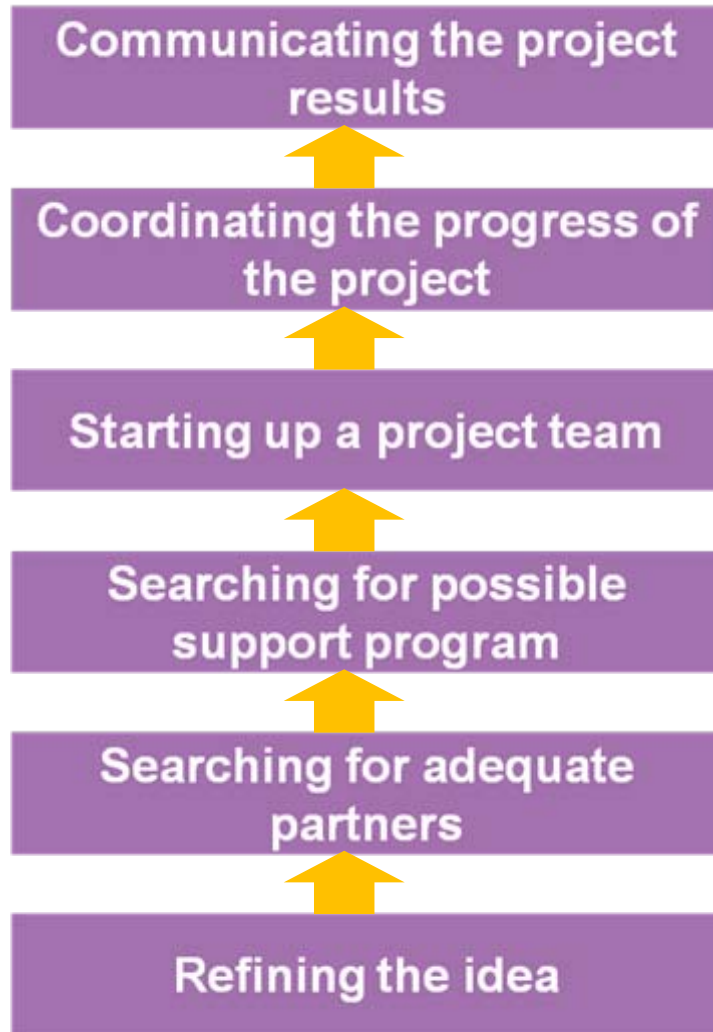 Communicating the project
results
Coordinating the progress of
the project
Starting up a project team
Searching for possible
support program
Searching for adequate
partners
Refining the idea